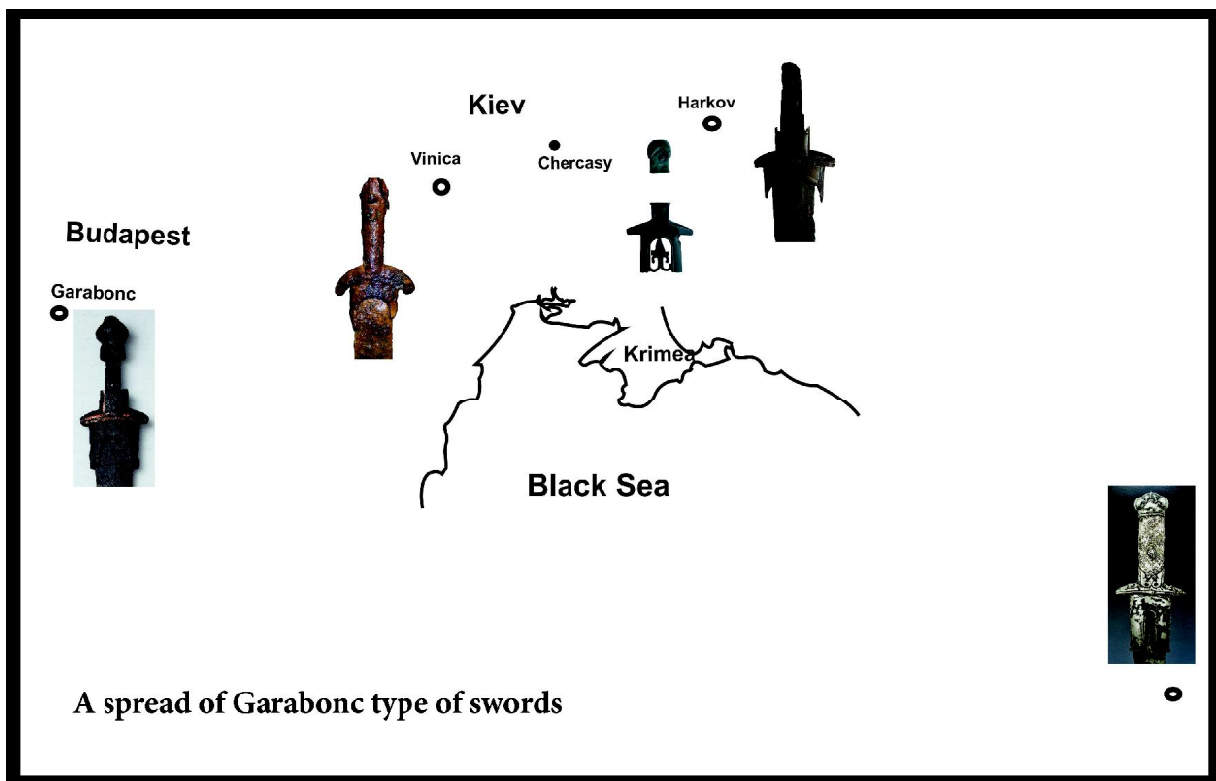 Kiev
Harkov
Vinica
Chercasy
Budapest
Garabonc
Krimea
Black Sea
A spread of Garabonc type of swords